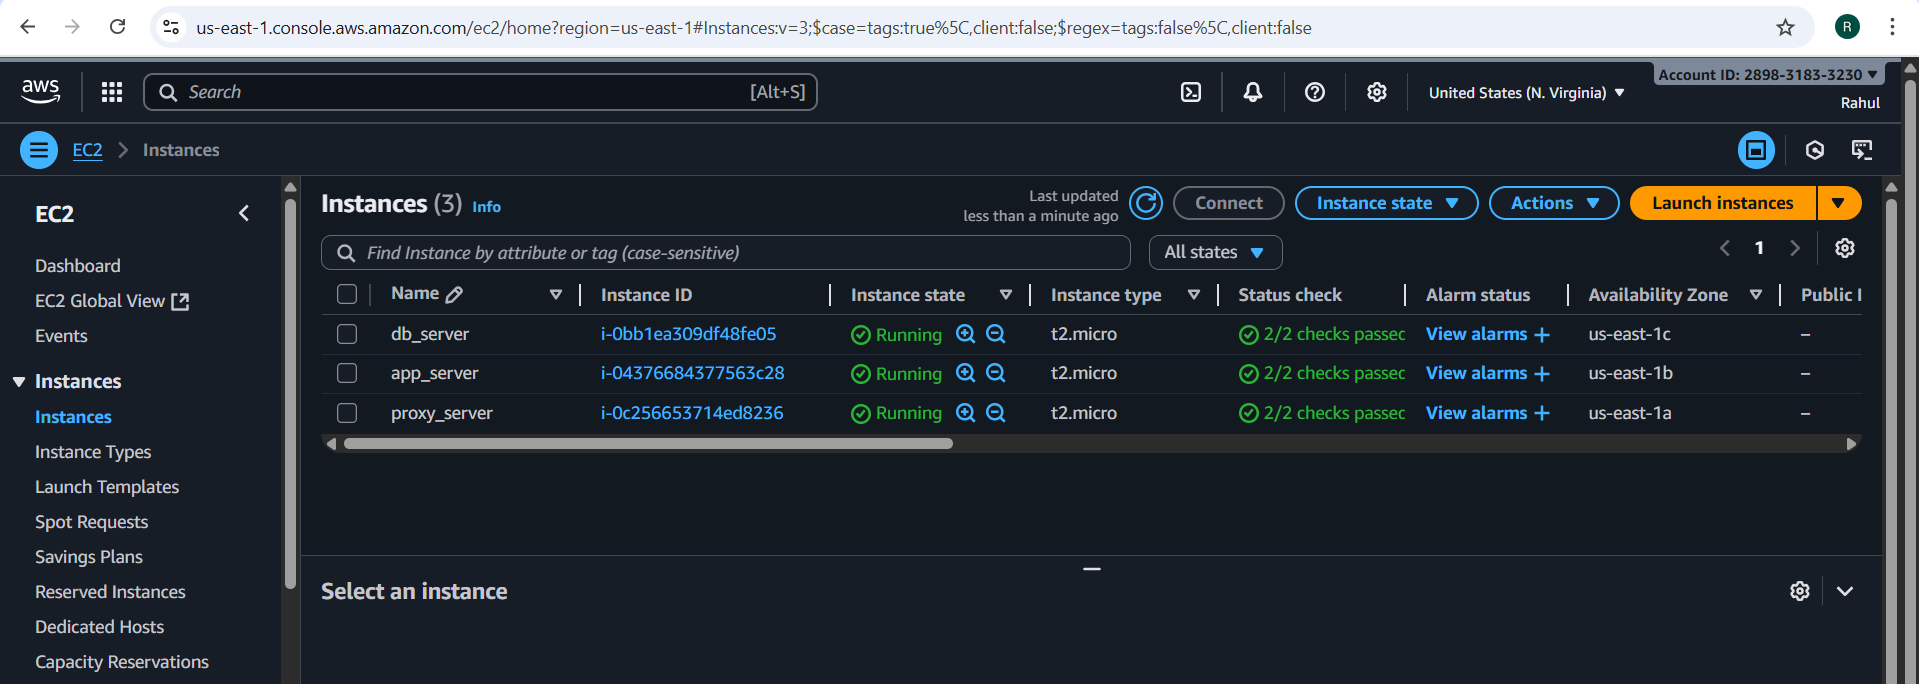 us-east-1.console.aws.amazon.com/ec2/home?region=us-east-1#Instances:v=3;$case=tags:true%5C,client:false;$regex=tags:false%5C,client:false
R
aws
Search
[Alt+S]
United States (N. Virginia)
Account ID: 2898-3183-3230
Rahul
EC2
Instances
EC2
Dashboard
EC2 Global View
Events
Instances
Instances
Instance Types
Launch Templates
Spot Requests
Savings Plans
Reserved Instances
Dedicated Hosts
Capacity Reservations
Instances (3) Info
Last updated
less than a minute ago
Connect
Instance state
Actions
Launch instances
Find Instance by attribute or tag (case-sensitive)
All states
1
Name Instance ID Instance state Instance type Status check Alarm status Availability Zone Public I
db_server i-0bb1ea309df48fe05 Running t2.micro 2/2 checks passec View alarms + us-east-1c –
app_server i-04376684377563c28 Running t2.micro 2/2 checks passec View alarms + us-east-1b –
proxy_server i-0c256653714ed8236 Running t2.micro 2/2 checks passec View alarms + us-east-1a –
Select an instance